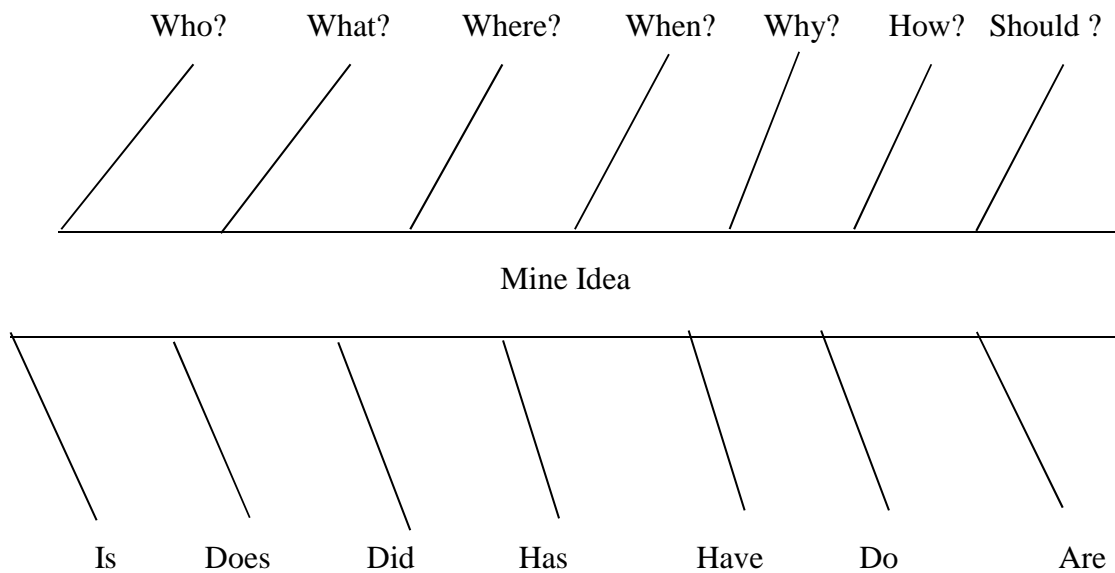 Who? What? Where? When? Why? How? Should ?
Mine Idea
Is Does Did Has Have Do Are